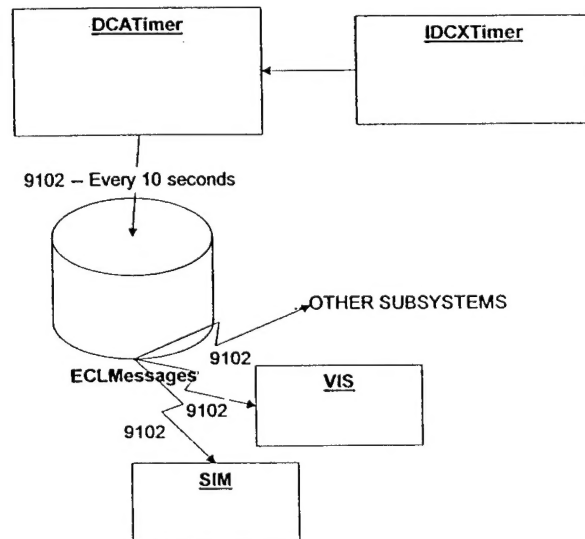 DCATimer
IDCXTimer
9102 – Every 10 seconds
OTHER SUBSYSTEMS
9102
ECLMessages
VIS
9102
9102
SIM